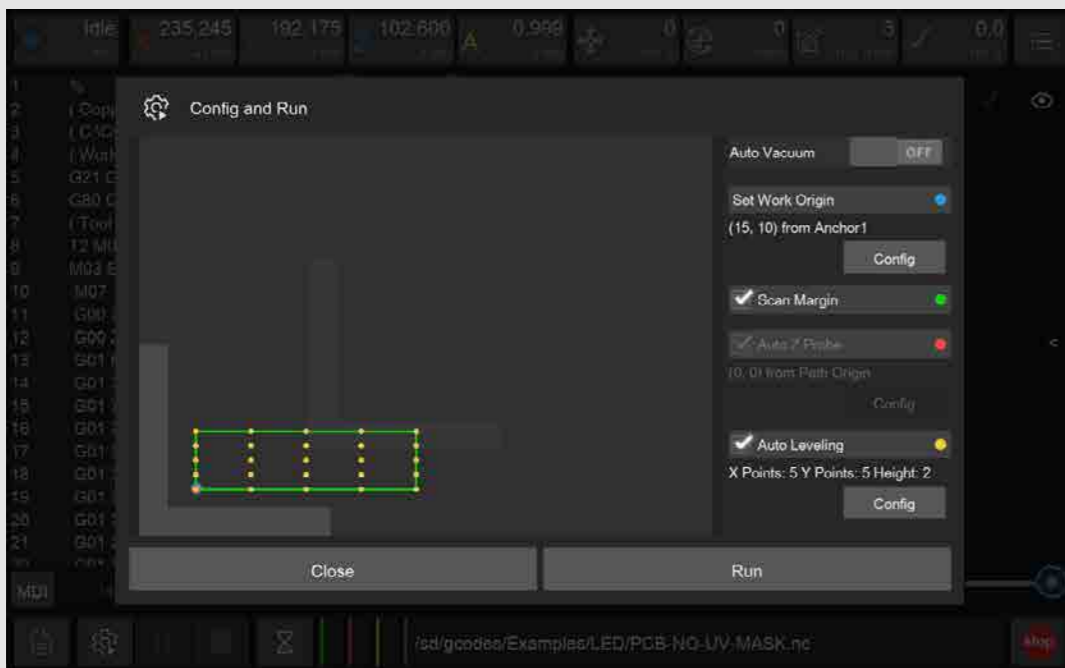 Idle 235.245 192.175 102.600 A 0.999 0 0 5 0.0
Config and Run
Auto Vacuum OFF
Set Work Origin
(15, 10) from Anchor1
Config
Scan Margin
Auto Z Probe
(0, 0) from Path Origin
Config
Auto Leveling
X Points: 5 Y Points: 5 Height: 2
Config
Close Run
1 %
2 ( Copp
3
4 ( Work
5 G21 G
6 G80 G
7 ( Tool
8 T2 M0
9 M03
10 M07
11 G00
12 G00
13 G01
14 G01
15 G01
16 G01
17 G01
18 G01
19 G01
20 G01
21 G01
MDI
/sd/gcodes/Examples/LED/PCB-NO-UV-MASK.nc
Stop